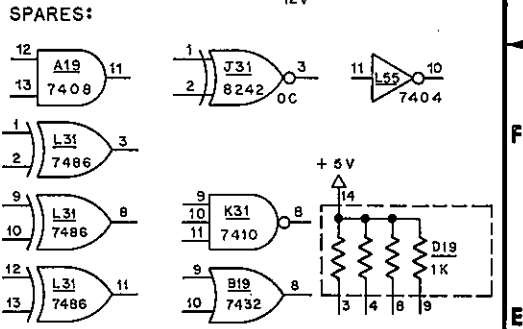 12V
SPARES:
12 A19 11
13 7408
1 J31 3
2 8242
OC
11 L55 10
7404
1 L31 3
2 7486
F
+ 5V
14
9 L31 8
10 7486
9 K31 8
10 7410
11
D19
1K
12 L31 11
13 7486
9 B19 8
10 7432
3 4 8 9
E